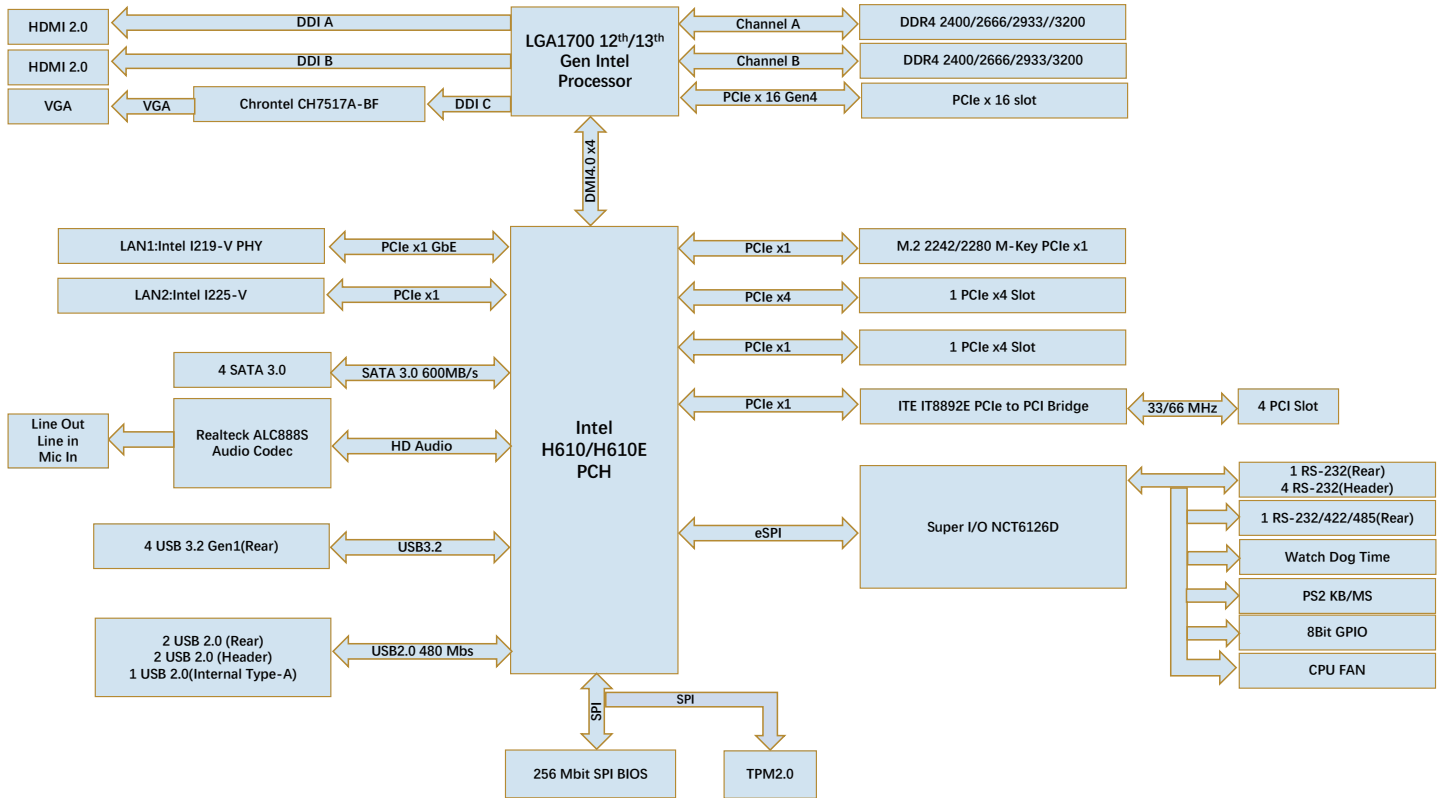 HDMI 2.0
DDI A
LGA1700 12th/13th
Gen Intel
Processor
Channel A
DDR4 2400/2666/2933//3200
HDMI 2.0
DDI B
Channel B
DDR4 2400/2666/2933/3200
VGA
VGA
Chrontel CH7517A-BF
DDI C
PCIe x 16 Gen4
PCIe x 16 slot
DMI4.0 x4
LAN1:Intel I219-V PHY
PCIe x1 GbE
PCIe x1
M.2 2242/2280 M-Key PCIe x1
LAN2:Intel I225-V
PCIe x1
PCIe x4
1 PCIe x4 Slot
PCIe x1
1 PCIe x4 Slot
4 SATA 3.0
SATA 3.0 600MB/s
PCIe x1
ITE IT8892E PCIe to PCI Bridge
33/66 MHz
4 PCI Slot
Line Out
Line in
Mic In
Realteck ALC888S
Audio Codec
HD Audio
Intel
H610/H610E
PCH
1 RS-232(Rear)
4 RS-232(Header)
eSPI
Super I/O NCT6126D
1 RS-232/422/485(Rear)
4 USB 3.2 Gen1(Rear)
USB3.2
Watch Dog Time
PS2 KB/MS
8Bit GPIO
CPU FAN
2 USB 2.0 (Rear)
2 USB 2.0 (Header)
1 USB 2.0(Internal Type-A)
USB2.0 480 Mbs
SPI
SPI
256 Mbit SPI BIOS
TPM2.0